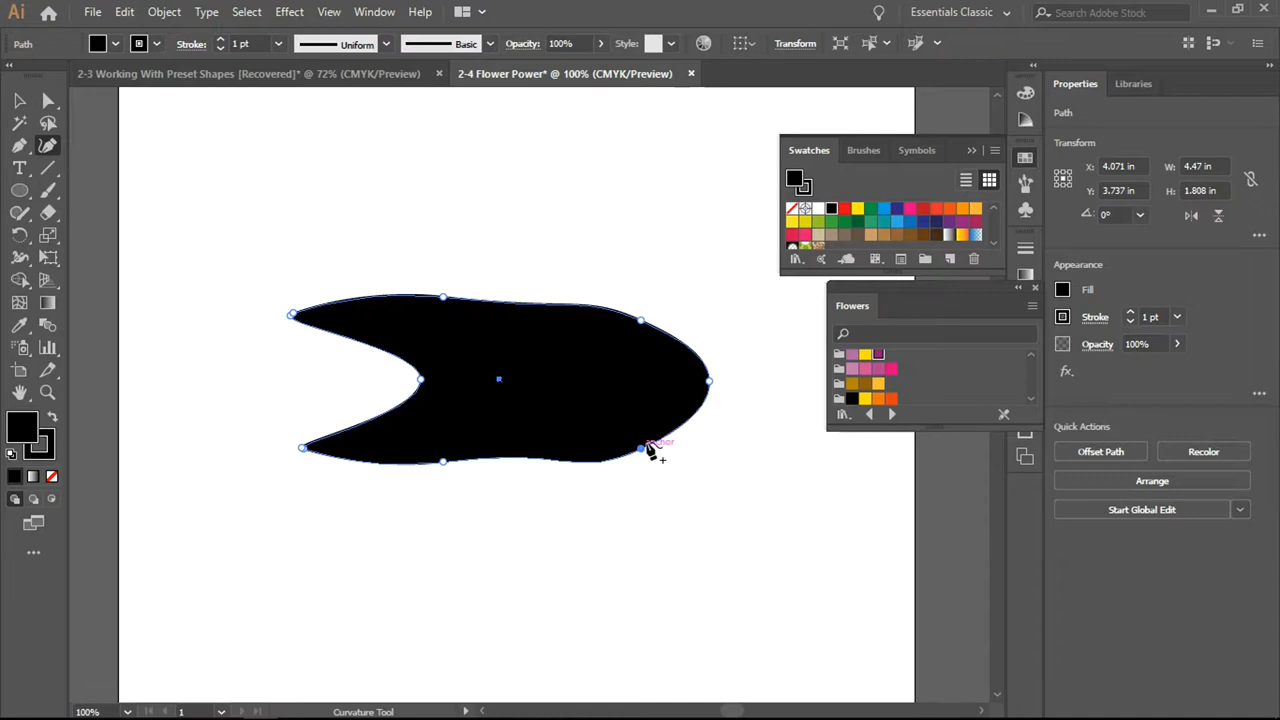 Ai File Edit Object Type Select Effect View Window Help Essentials Classic Search Adobe Stock
Path Stroke: 1 pt Uniform Basic Opacity: 100% Style: Transform
2-3 Working With Preset Shapes [Recovered]* @ 72% (CMYK/Preview) × 2-4 Flower Power* @ 100% (CMYK/Preview) ×
Properties Libraries
Path
Transform
X: 4.071 in W: 4.47 in
Y: 3.737 in H: 1.808 in
0°
Appearance
Fill
Stroke 1 pt
Opacity 100%
fx.
Quick Actions
Offset Path Recolor
Arrange
Start Global Edit
Swatches Brushes Symbols
Flowers
anchor
100% 1 Curvature Tool